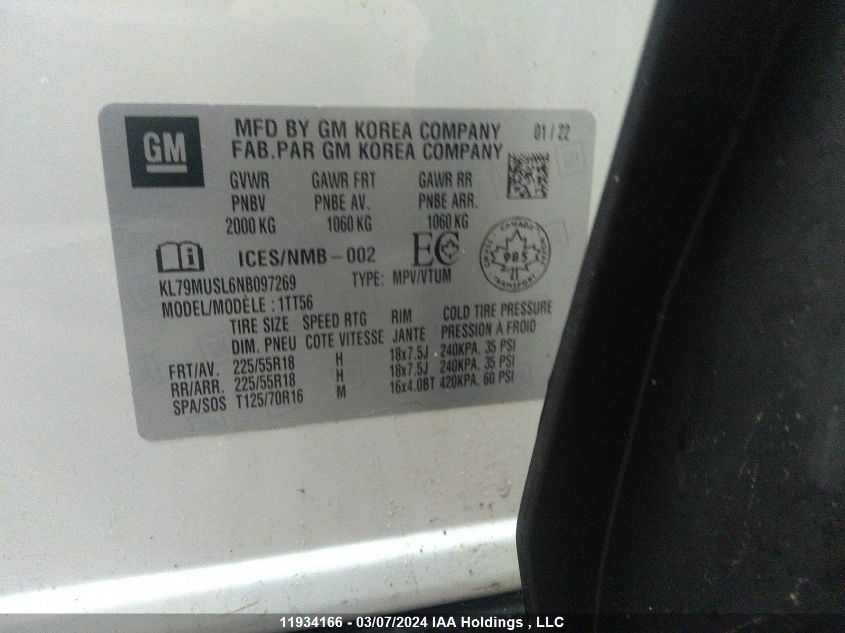 GM
MFD BY GM KOREA COMPANY 01 / 22
FAB.PAR GM KOREA COMPANY
GVWR GAWR FRT GAWR RR
PNBV PNBE AV. PNBE ARR.
2000 KG 1060 KG 1060 KG
i ICES/NMB - 002 EC
CANADA
985
TRANSPORT
KL79MUSL6NB097269 TYPE: MPV/VTUM
MODEL/MODÈLE : 1TT56
TIRE SIZE SPEED RTG RIM COLD TIRE PRESSURE
DIM. PNEU COTE VITESSE JANTE PRESSION À FROID
FRT/AV. 225/55R18 H 18x7.5J 240KPA, 35 PSI
RR/ARR. 225/55R18 H 18x7.5J 240KPA, 35 PSI
SPA/SOS T125/70R16 M 16x4.0BT 420KPA, 60 PSI
11934166 - 03/07/2024 IAA Holdings , LLC